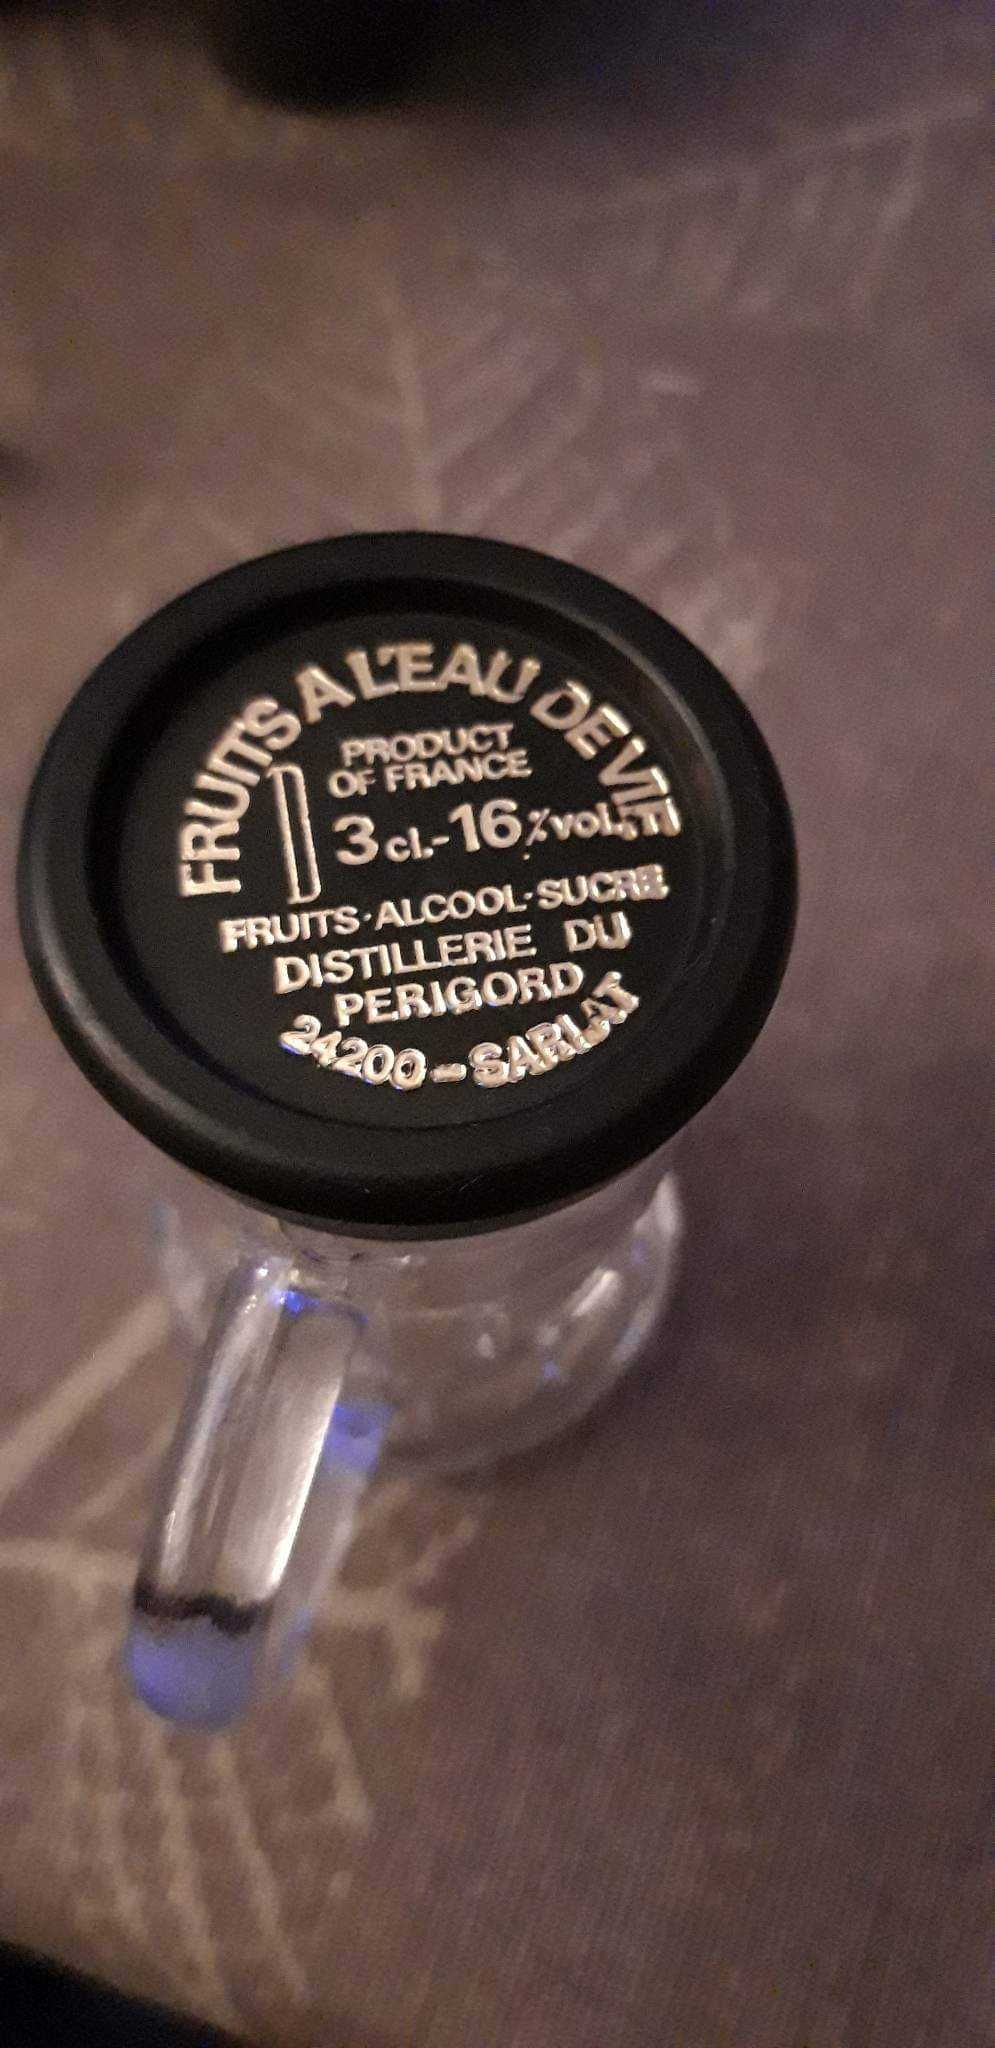 FRUITS A L'EAU DE VIE
PRODUCT
OF FRANCE
3 cl.-16%vol.
FRUITS·ALCOOL·SUCRE
DISTILLERIE DU
PERIGORD
24200-SARLAT